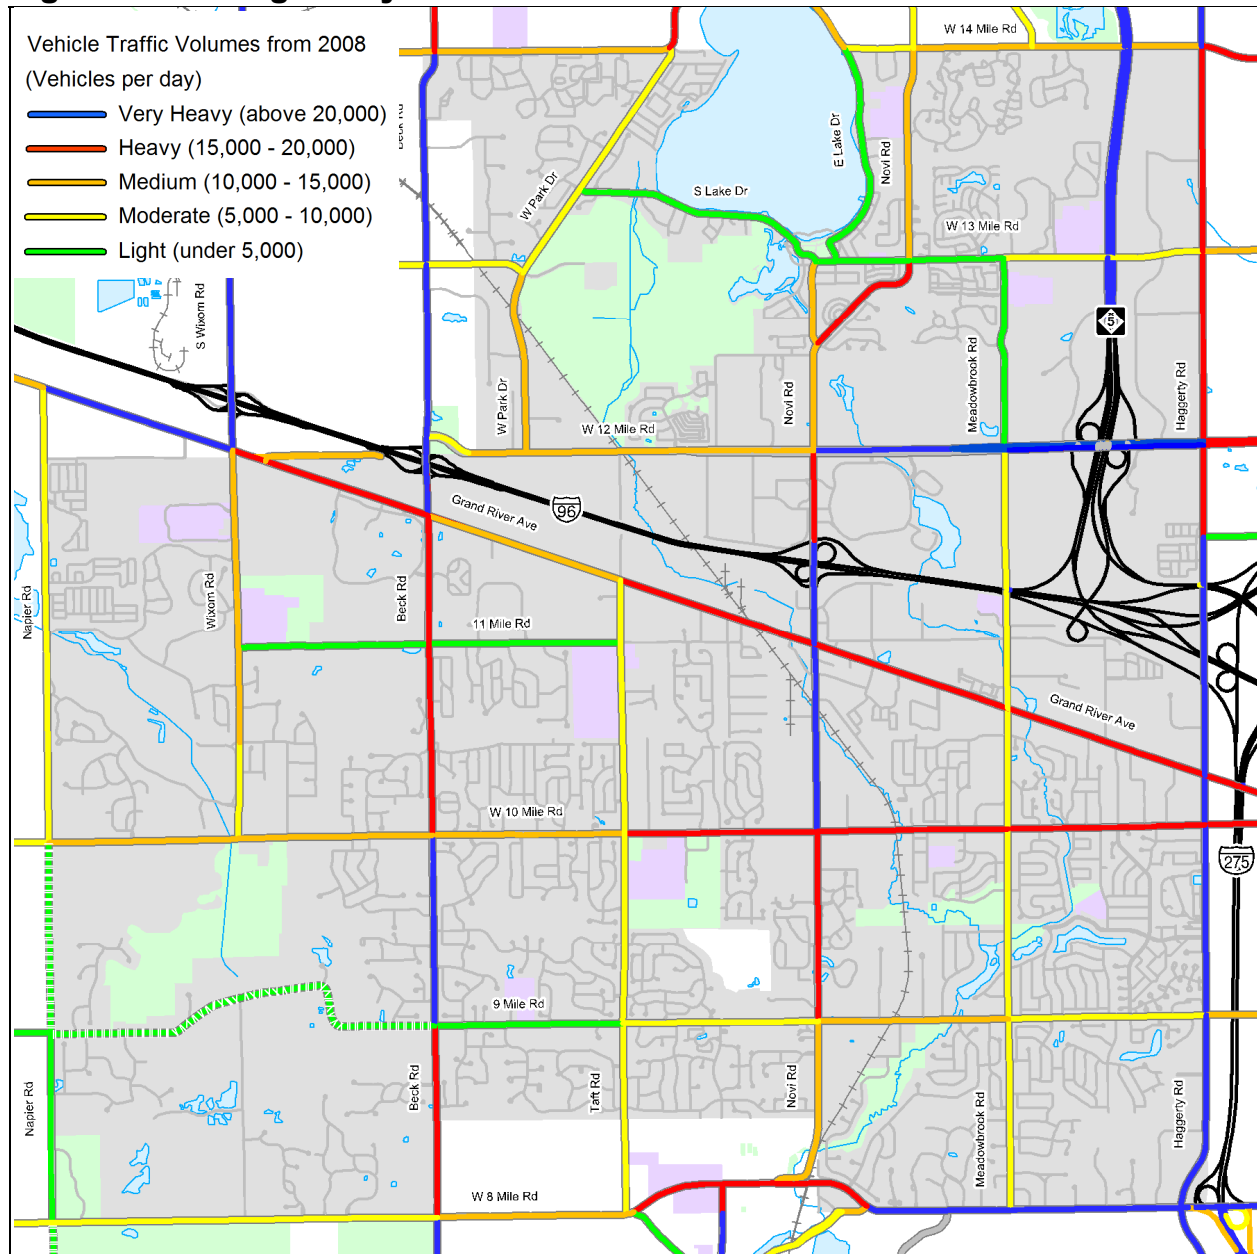 Vehicle Traffic Volumes from 2008
(Vehicles per day)
Very Heavy (above 20,000)
Heavy (15,000 - 20,000)
Medium (10,000 - 15,000)
Moderate (5,000 - 10,000)
Light (under 5,000)
W 14 Mile Rd
E Lake Dr
Novi Rd
W Park Dr
S Lake Dr
W 13 Mile Rd
S Wixom Rd
5
Meadowbrook Rd
Haggerty Rd
W Park Dr
Novi Rd
W 12 Mile Rd
Grand River Ave
96
Napier Rd
Wixom Rd
Beck Rd
11 Mile Rd
Grand River Ave
W 10 Mile Rd
275
9 Mile Rd
Napier Rd
Beck Rd
Taft Rd
Novi Rd
Meadowbrook Rd
Haggerty Rd
W 8 Mile Rd